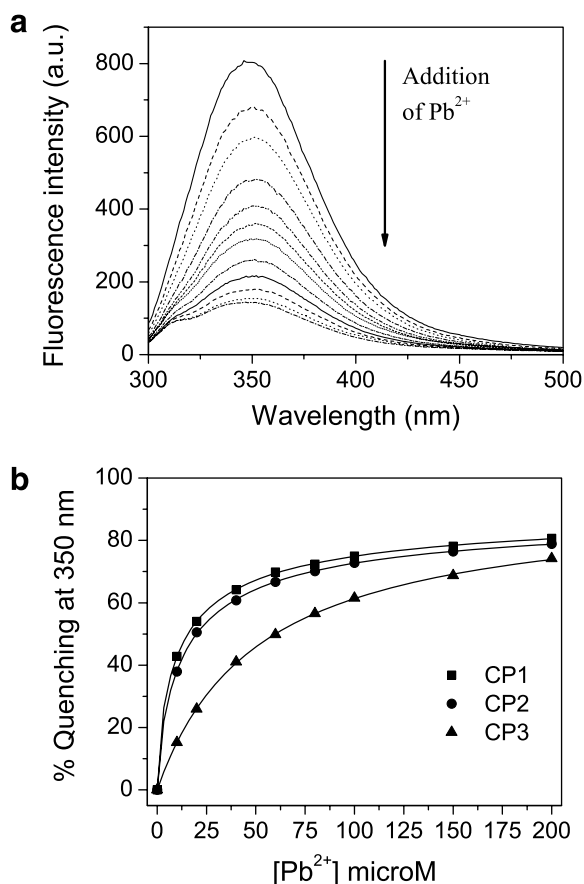 a
Fluorescence intensity (a.u.)
800
600
400
200
0
Addition
of Pb²⁺
300 350 400 450 500
Wavelength (nm)
b
% Quenching at 350 nm
100
80
60
40
20
0
CP1
CP2
CP3
0 25 50 75 100 125 150 175 200
[Pb²⁺] microM